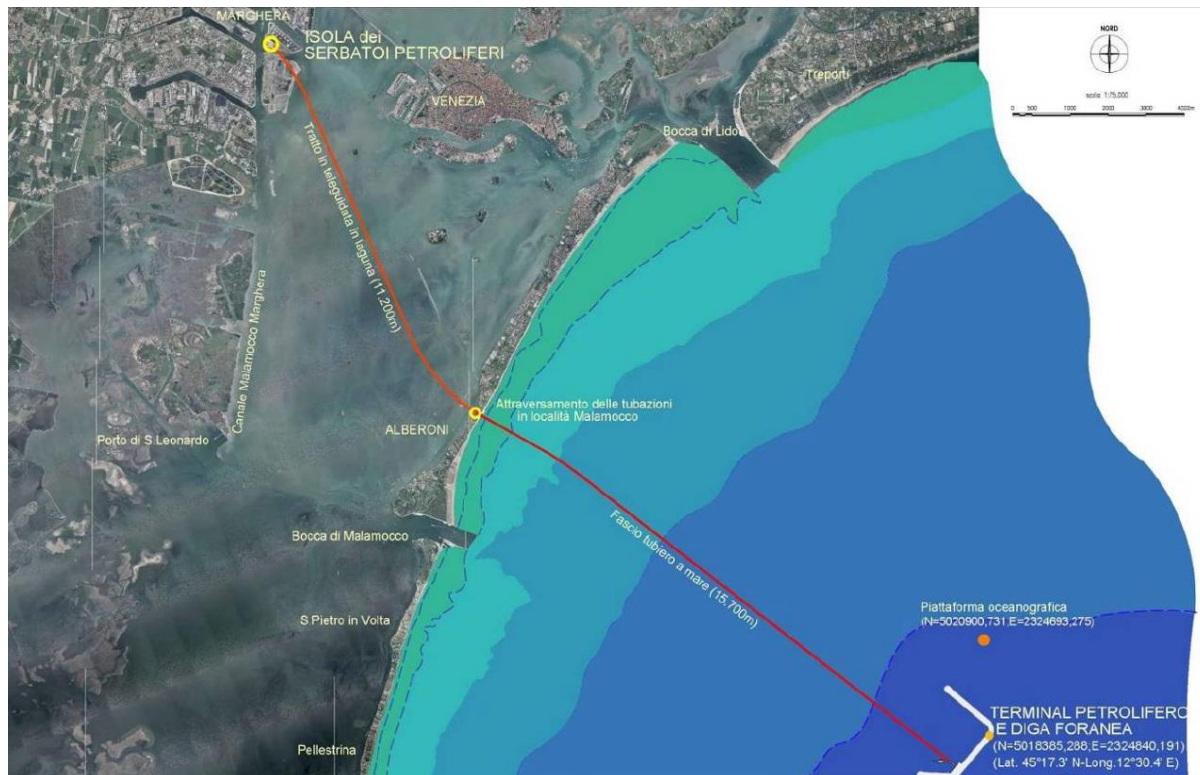 MARGHERA
ISOLA dei
SERBATOI PETROLIFERI
NORD
scala 1:75.000
0 500 1000 2000 3000 4000m
Treporti
VENEZIA
Bocca di Lido
Tratto in teleguidata in laguna (11.200m)
Canale Malamocco Marghera
Attraversamento delle tubazioni
in località Malamocco
ALBERONI
Porto di S.Leonardo
Bocca di Malamocco
Fascio tubiero a mare (15.700m)
S.Pietro in Volta
Piattaforma oceanografica
(N=5020900,731,E=2324693,275)
TERMINAL PETROLIFERO
E DIGA FORANEA
(N=5018385,288,E=2324840,191)
(Lat. 45°17.3' N-Long.12°30.4' E)
Pellestrina